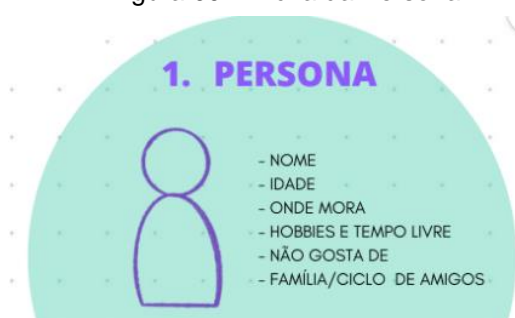 1. PERSONA
- NOME
- IDADE
- ONDE MORA
- HOBBIES E TEMPO LIVRE
- NÃO GOSTA DE
- FAMÍLIA/CICLO DE AMIGOS